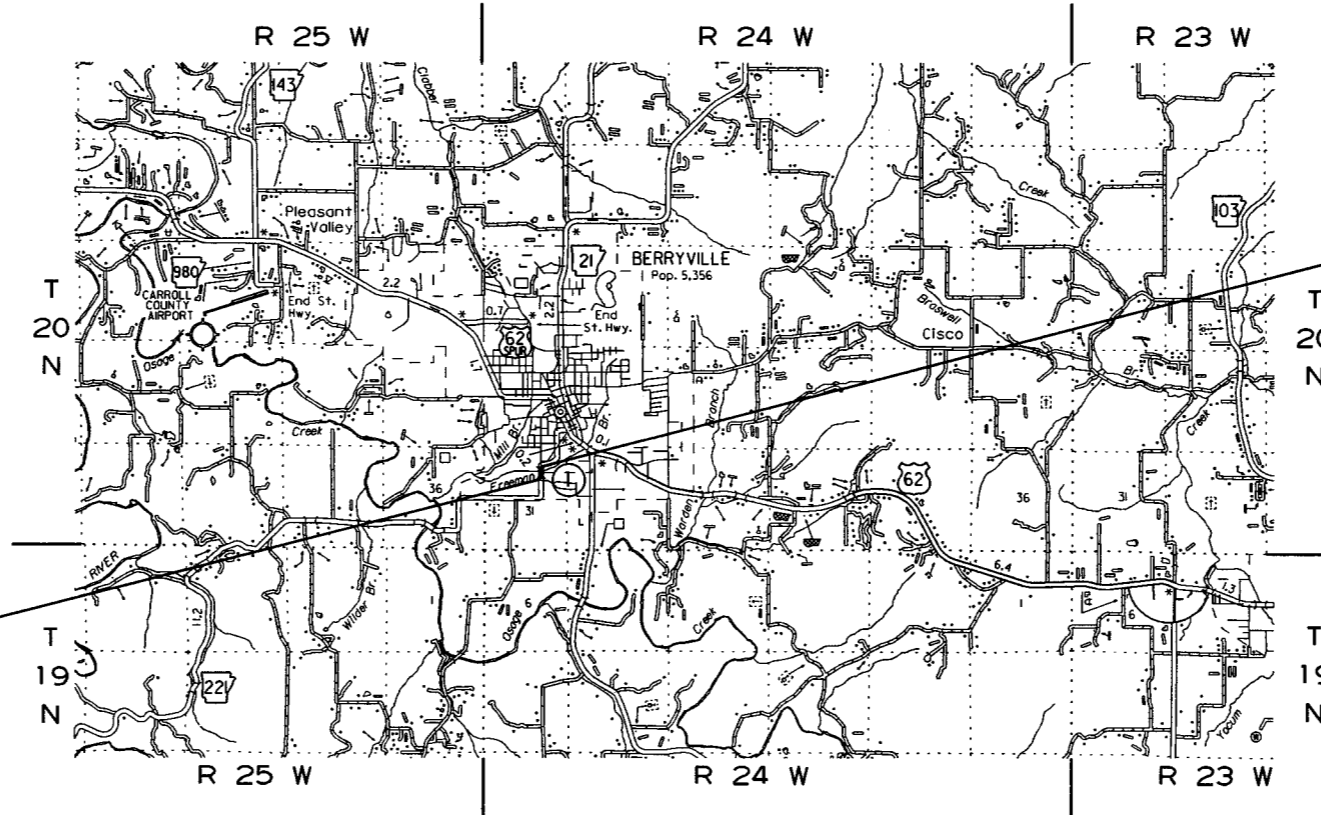 R 25 W
R 24 W
R 23 W
143
Clabber
Creek
103
Pleasant
Valley
21
BERRYVILLE
Pop. 5,356
980
CARROLL
COUNTY
AIRPORT
End St.
Hwy.
2.2
2.2
0.7
End
St. Hwy.
62
SPUR
T
20
N
T
20
N
Braswell
Cisco
Br.
Osage
Creek
Branch
Creek
Mill Br.
Br.
0.1
0.2
Freeman
1
36
31
62
36
31
Warden
RIVER
Wilder Br.
6.4
1
6
1.3
11.2
Osage
6
Creek
T
19
N
T
19
N
221
Yocum
R 25 W
R 24 W
R 23 W